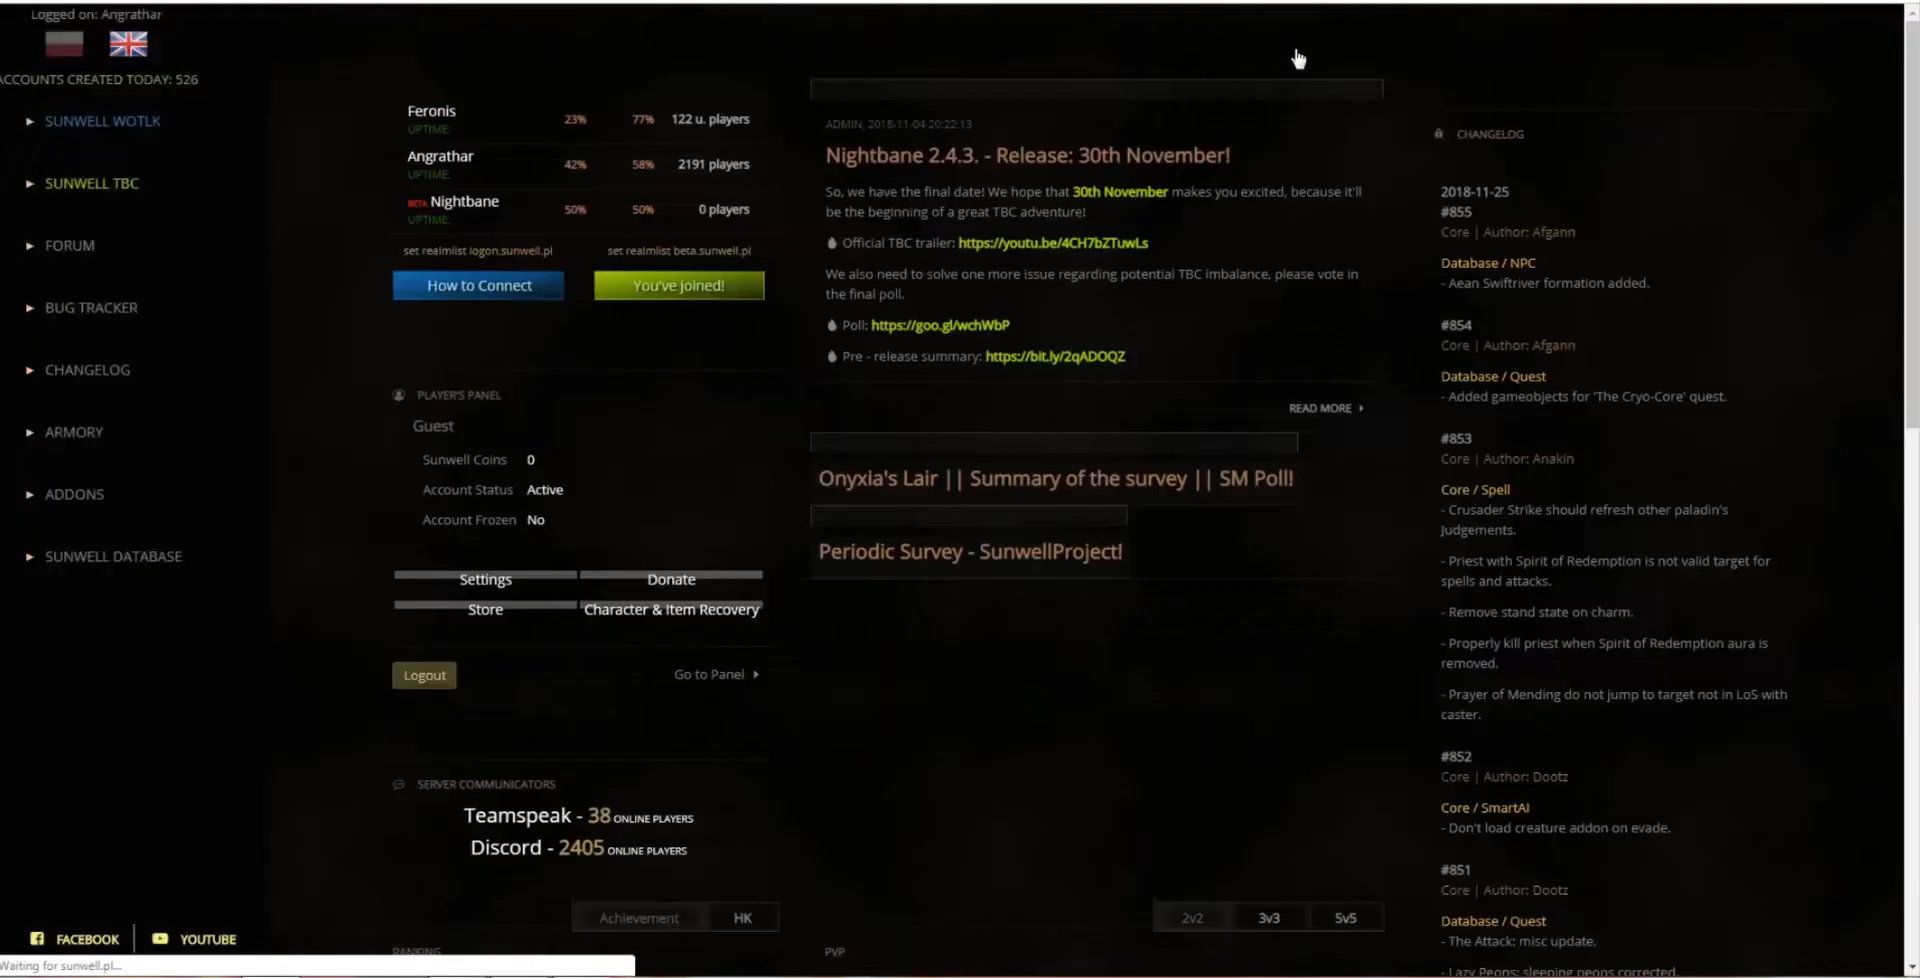 Logged on: Angrathar
ACCOUNTS CREATED TODAY: 526
SUNWELL WOTLK
SUNWELL TBC
FORUM
BUG TRACKER
CHANGELOG
ARMORY
ADDONS
SUNWELL DATABASE
FACEBOOK
YOUTUBE
Waiting for sunwell.pl...
Feronis 23% 77% 122 u. players
UPTIME:
Angrathar 42% 58% 2191 players
UPTIME:
BETA Nightbane 50% 50% 0 players
UPTIME:
set realmlist logon.sunwell.pl
set realmlist beta.sunwell.pl
How to Connect
You've joined!
PLAYER'S PANEL
Guest
Sunwell Coins 0
Account Status Active
Account Frozen No
Settings
Donate
Store
Character & Item Recovery
Logout
Go to Panel
SERVER COMMUNICATORS
Teamspeak - 38 ONLINE PLAYERS
Discord - 2405 ONLINE PLAYERS
Achievement
HK
RANKING
ADMIN, 2018-11-04 20:22:13
Nightbane 2.4.3. - Release: 30th November!
So, we have the final date! We hope that 30th November makes you excited, because it'll
be the beginning of a great TBC adventure!
Official TBC trailer: https://youtu.be/4CH7bZTuwLs
We also need to solve one more issue regarding potential TBC imbalance, please vote in
the final poll.
Poll: https://goo.gl/wchWbP
Pre - release summary: https://bit.ly/2qADOQZ
READ MORE
Onyxia's Lair || Summary of the survey || SM Poll!
Periodic Survey - SunwellProject!
2v2
3v3
5v5
PVP
CHANGELOG
2018-11-25
#855
Core | Author: Afgann
Database / NPC
- Aean Swiftriver formation added.
#854
Core | Author: Afgann
Database / Quest
- Added gameobjects for 'The Cryo-Core' quest.
#853
Core | Author: Anakin
Core / Spell
- Crusader Strike should refresh other paladin's
Judgements.
- Priest with Spirit of Redemption is not valid target for
spells and attacks.
- Remove stand state on charm.
- Properly kill priest when Spirit of Redemption aura is
removed.
- Prayer of Mending do not jump to target not in LoS with
caster.
#852
Core | Author: Dootz
Core / SmartAI
- Don't load creature addon on evade.
#851
Core | Author: Dootz
Database / Quest
- The Attack: misc update.
- Lazy Peons: sleeping peons corrected.